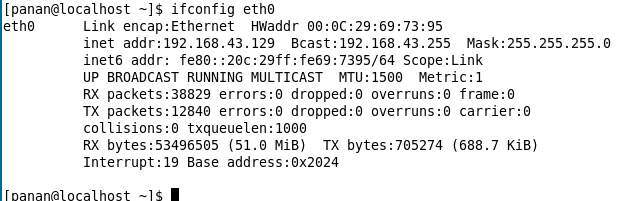 [panan@localhost ~]$ ifconfig eth0
eth0      Link encap:Ethernet  HWaddr 00:0C:29:69:73:95
          inet addr:192.168.43.129  Bcast:192.168.43.255  Mask:255.255.255.0
          inet6 addr: fe80::20c:29ff:fe69:7395/64 Scope:Link
          UP BROADCAST RUNNING MULTICAST  MTU:1500  Metric:1
          RX packets:38829 errors:0 dropped:0 overruns:0 frame:0
          TX packets:12840 errors:0 dropped:0 overruns:0 carrier:0
          collisions:0 txqueuelen:1000
          RX bytes:53496505 (51.0 MiB)  TX bytes:705274 (688.7 KiB)
          Interrupt:19 Base address:0x2024
[panan@localhost ~]$